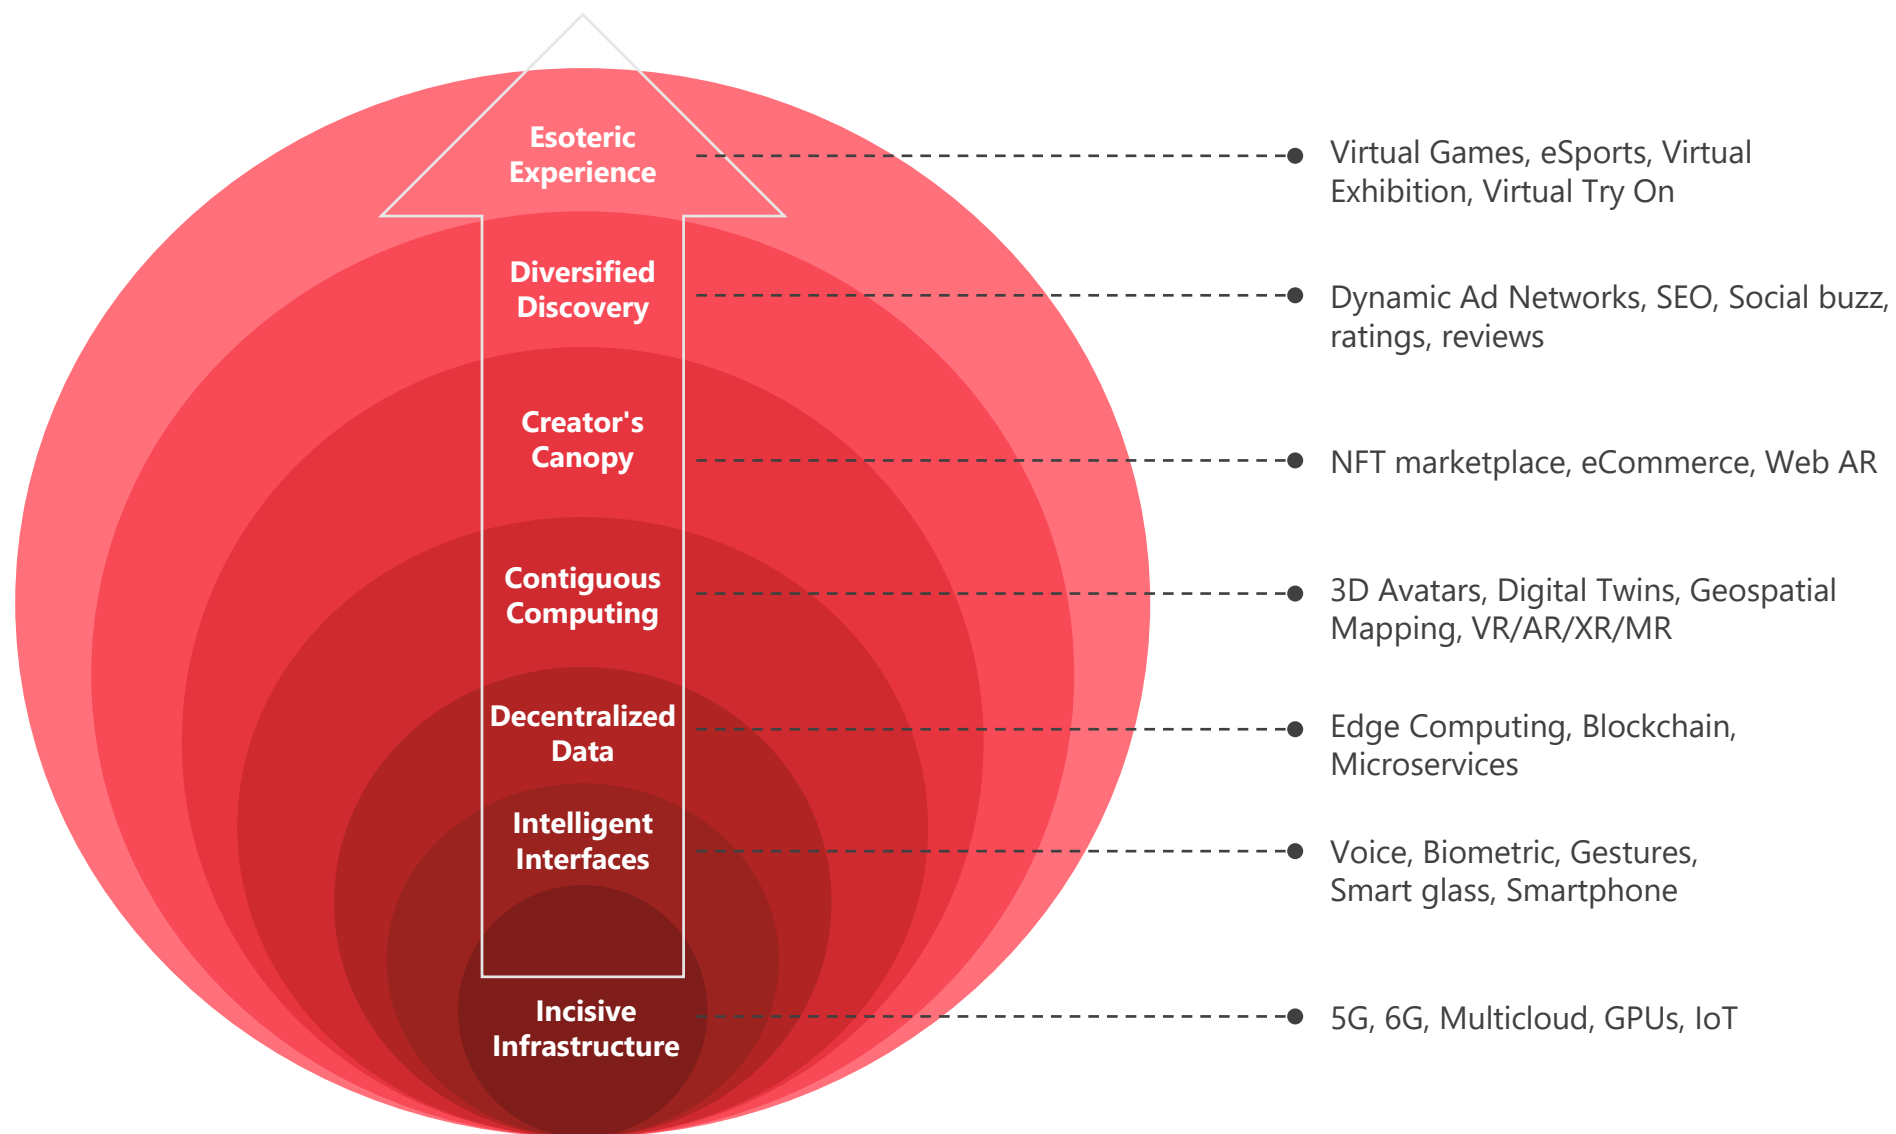 Esoteric
Experience
Virtual Games, eSports, Virtual
Exhibition, Virtual Try On
Diversified
Discovery
Dynamic Ad Networks, SEO, Social buzz,
ratings, reviews
Creator's
Canopy
NFT marketplace, eCommerce, Web AR
Contiguous
Computing
3D Avatars, Digital Twins, Geospatial
Mapping, VR/AR/XR/MR
Decentralized
Data
Edge Computing, Blockchain,
Microservices
Intelligent
Interfaces
Voice, Biometric, Gestures,
Smart glass, Smartphone
Incisive
Infrastructure
5G, 6G, Multicloud, GPUs, IoT